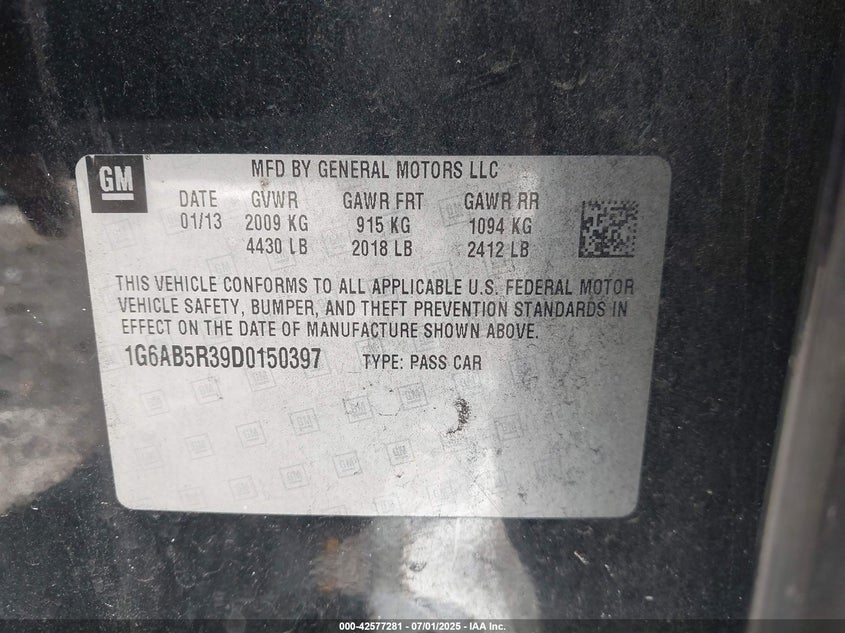 GM
MFD BY GENERAL MOTORS LLC
DATE GVWR GAWR FRT GAWR RR
01/13 2009 KG 915 KG 1094 KG
4430 LB 2018 LB 2412 LB
THIS VEHICLE CONFORMS TO ALL APPLICABLE U.S. FEDERAL MOTOR
VEHICLE SAFETY, BUMPER, AND THEFT PREVENTION STANDARDS IN
EFFECT ON THE DATE OF MANUFACTURE SHOWN ABOVE.
1G6AB5R39D0150397 TYPE: PASS CAR
000-42577281 - 07/01/2025 - IAA Inc.